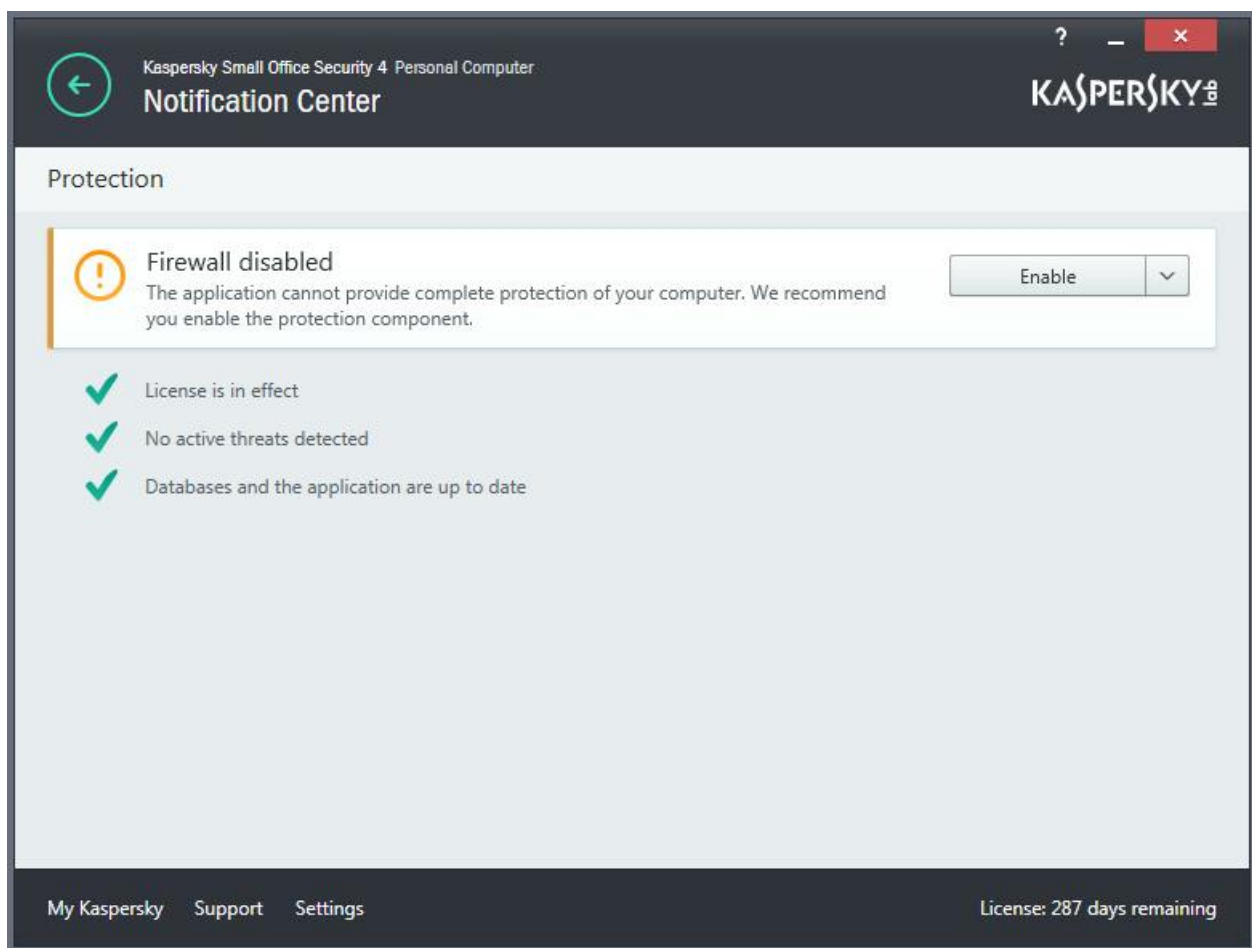 ?
Kaspersky Small Office Security 4 Personal Computer
Notification Center
KASPERSKY lab
Protection
Firewall disabled
The application cannot provide complete protection of your computer. We recommend
you enable the protection component.
Enable
License is in effect
No active threats detected
Databases and the application are up to date
My Kaspersky Support Settings
License: 287 days remaining